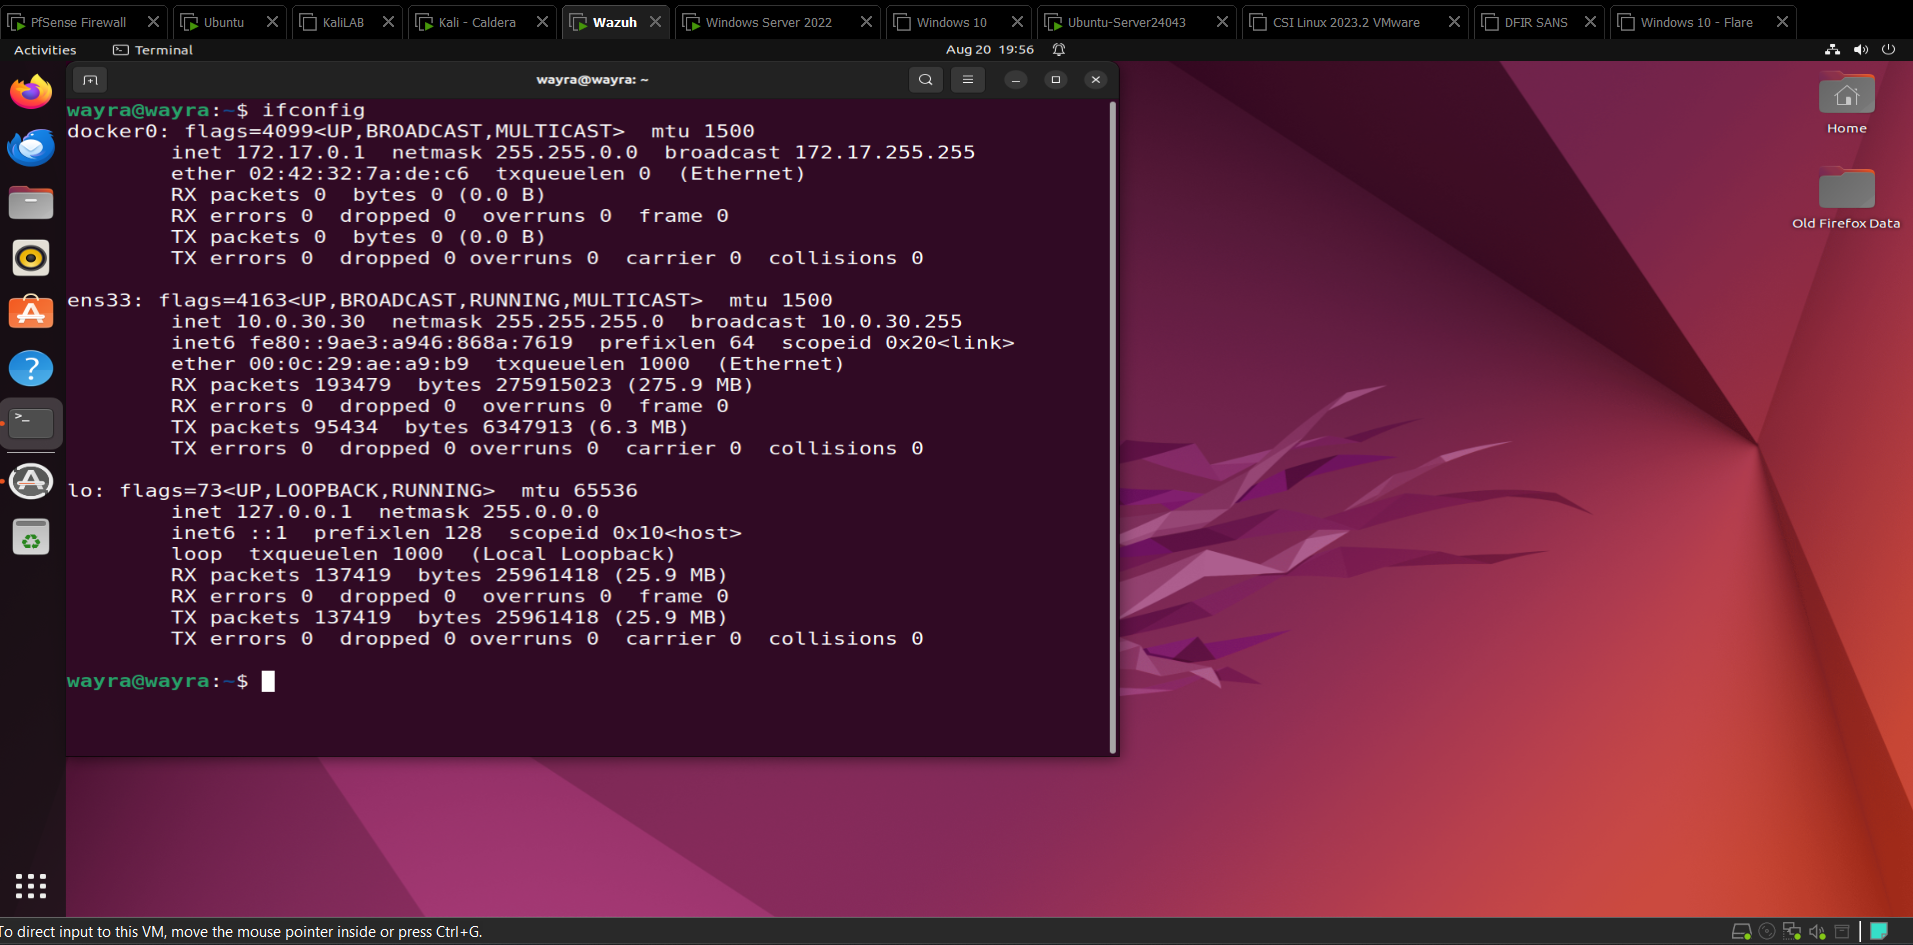 PfSense Firewall Ubuntu KaliLAB Kali - Caldera Wazuh Windows Server 2022 Windows 10 Ubuntu-Server24043 CSI Linux 2023.2 VMware DFIR SANS Windows 10 - Flare
Activities Terminal Aug 20 19:56
wayra@wayra: ~
wayra@wayra:~$ ifconfig
docker0: flags=4099<UP,BROADCAST,MULTICAST>  mtu 1500
        inet 172.17.0.1  netmask 255.255.0.0  broadcast 172.17.255.255
        ether 02:42:32:7a:de:c6  txqueuelen 0  (Ethernet)
        RX packets 0  bytes 0 (0.0 B)
        RX errors 0  dropped 0  overruns 0  frame 0
        TX packets 0  bytes 0 (0.0 B)
        TX errors 0  dropped 0 overruns 0  carrier 0  collisions 0
ens33: flags=4163<UP,BROADCAST,RUNNING,MULTICAST>  mtu 1500
        inet 10.0.30.30  netmask 255.255.255.0  broadcast 10.0.30.255
        inet6 fe80::9ae3:a946:868a:7619  prefixlen 64  scopeid 0x20<link>
        ether 00:0c:29:ae:a9:b9  txqueuelen 1000  (Ethernet)
        RX packets 193479  bytes 275915023 (275.9 MB)
        RX errors 0  dropped 0  overruns 0  frame 0
        TX packets 95434  bytes 6347913 (6.3 MB)
        TX errors 0  dropped 0 overruns 0  carrier 0  collisions 0
lo: flags=73<UP,LOOPBACK,RUNNING>  mtu 65536
        inet 127.0.0.1  netmask 255.0.0.0
        inet6 ::1  prefixlen 128  scopeid 0x10<host>
        loop  txqueuelen 1000  (Local Loopback)
        RX packets 137419  bytes 25961418 (25.9 MB)
        RX errors 0  dropped 0  overruns 0  frame 0
        TX packets 137419  bytes 25961418 (25.9 MB)
        TX errors 0  dropped 0 overruns 0  carrier 0  collisions 0
wayra@wayra:~$
Home
Old Firefox Data
To direct input to this VM, move the mouse pointer inside or press Ctrl+G.